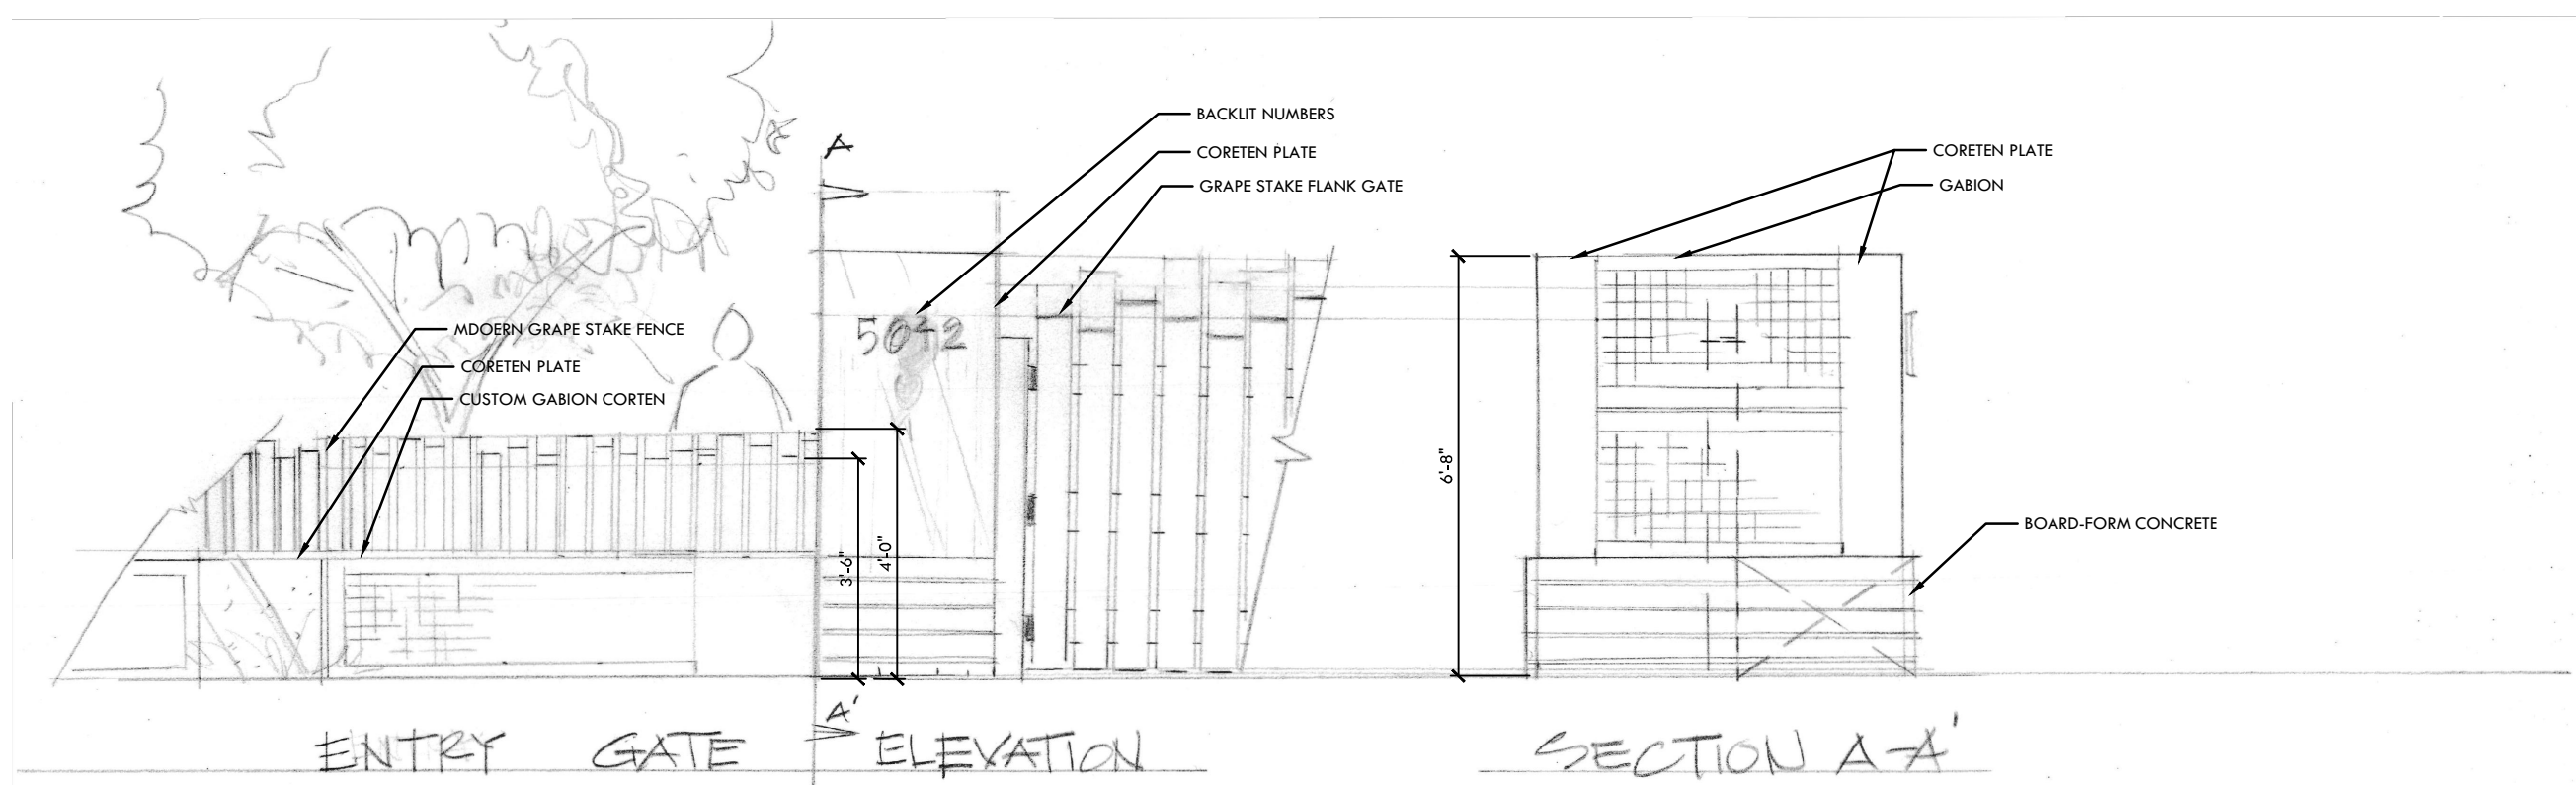 A
BACKLIT NUMBERS
CORETEN PLATE
GRAPE STAKE FLANK GATE
MDOERN GRAPE STAKE FENCE
CORETEN PLATE
CUSTOM GABION CORTEN
3'-6"
4'-0"
A'
ENTRY GATE ELEVATION
CORETEN PLATE
GABION
6'-8"
BOARD-FORM CONCRETE
SECTION A-A'